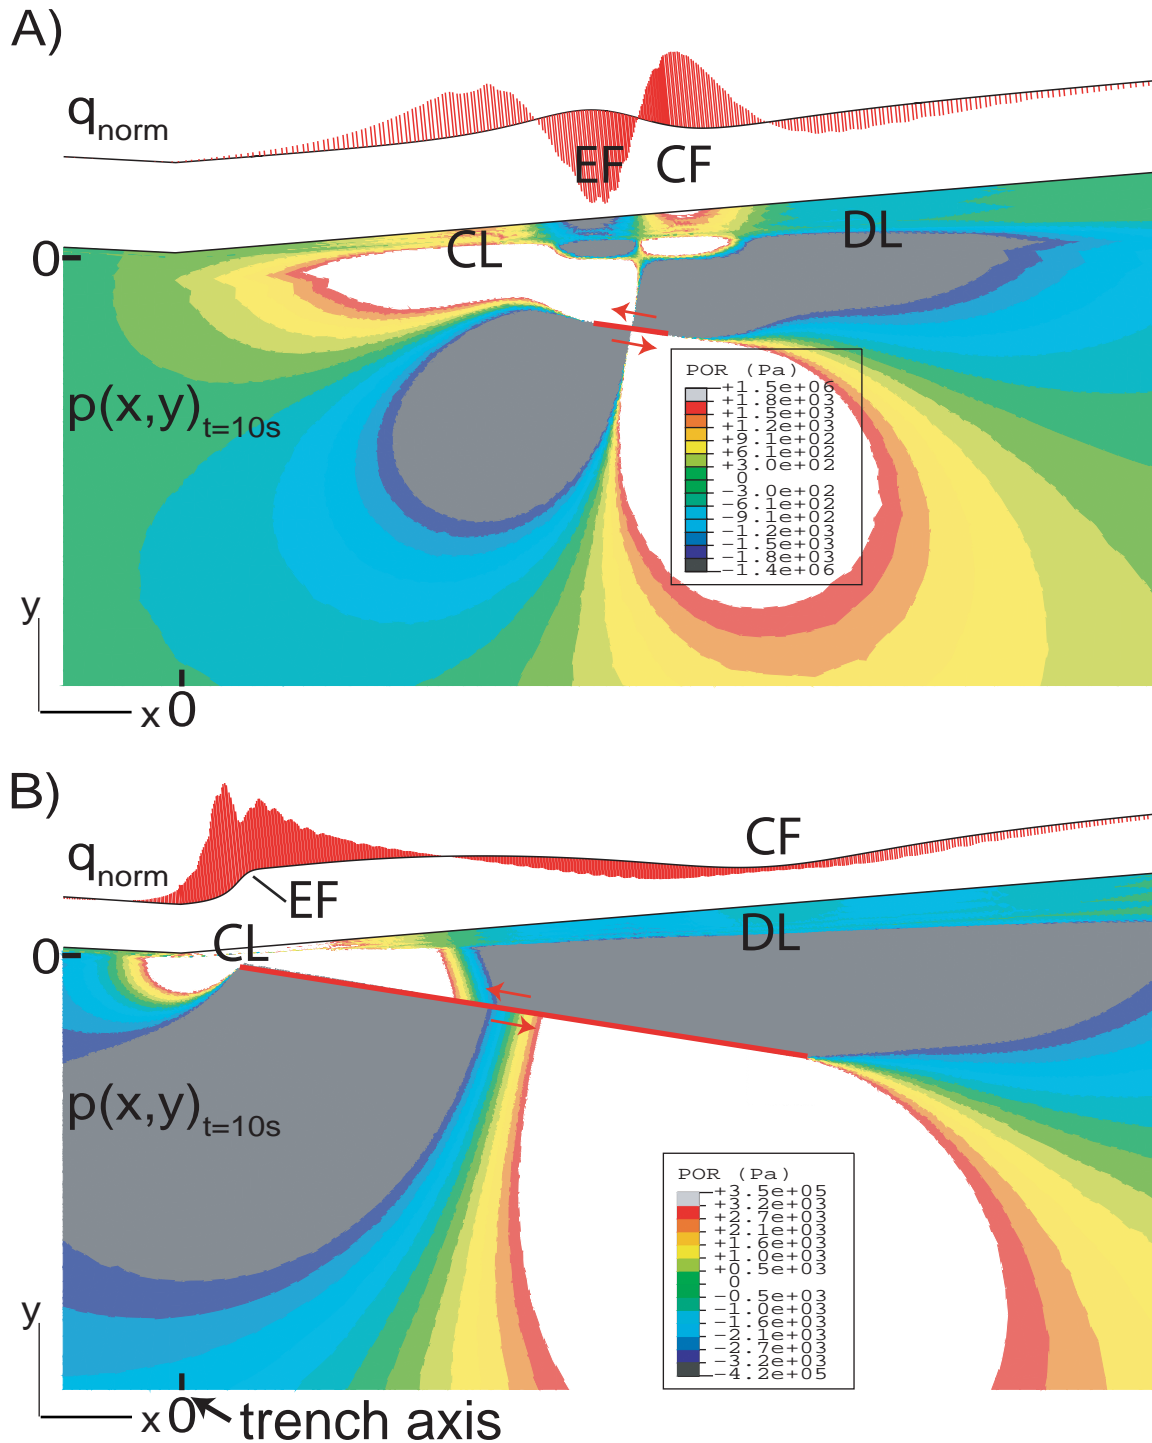 A)
qnorm
EF CF
CL DL
0
p(x,y)t=10s
POR (Pa)
+1.5e+06
+1.8e+03
+1.5e+03
+1.2e+03
+9.1e+02
+6.1e+02
+3.0e+02
0
-3.0e+02
-6.1e+02
-9.1e+02
-1.2e+03
-1.5e+03
-1.8e+03
-1.4e+06
y
x 0
B)
qnorm
CF
EF
CL DL
0
p(x,y)t=10s
POR (Pa)
+3.5e+05
+3.2e+03
+2.7e+03
+2.1e+03
+1.6e+03
+1.0e+03
+0.5e+03
0
-0.5e+03
-1.0e+03
-1.6e+03
-2.1e+03
-2.7e+03
-3.2e+03
-4.2e+05
y
x 0 trench axis